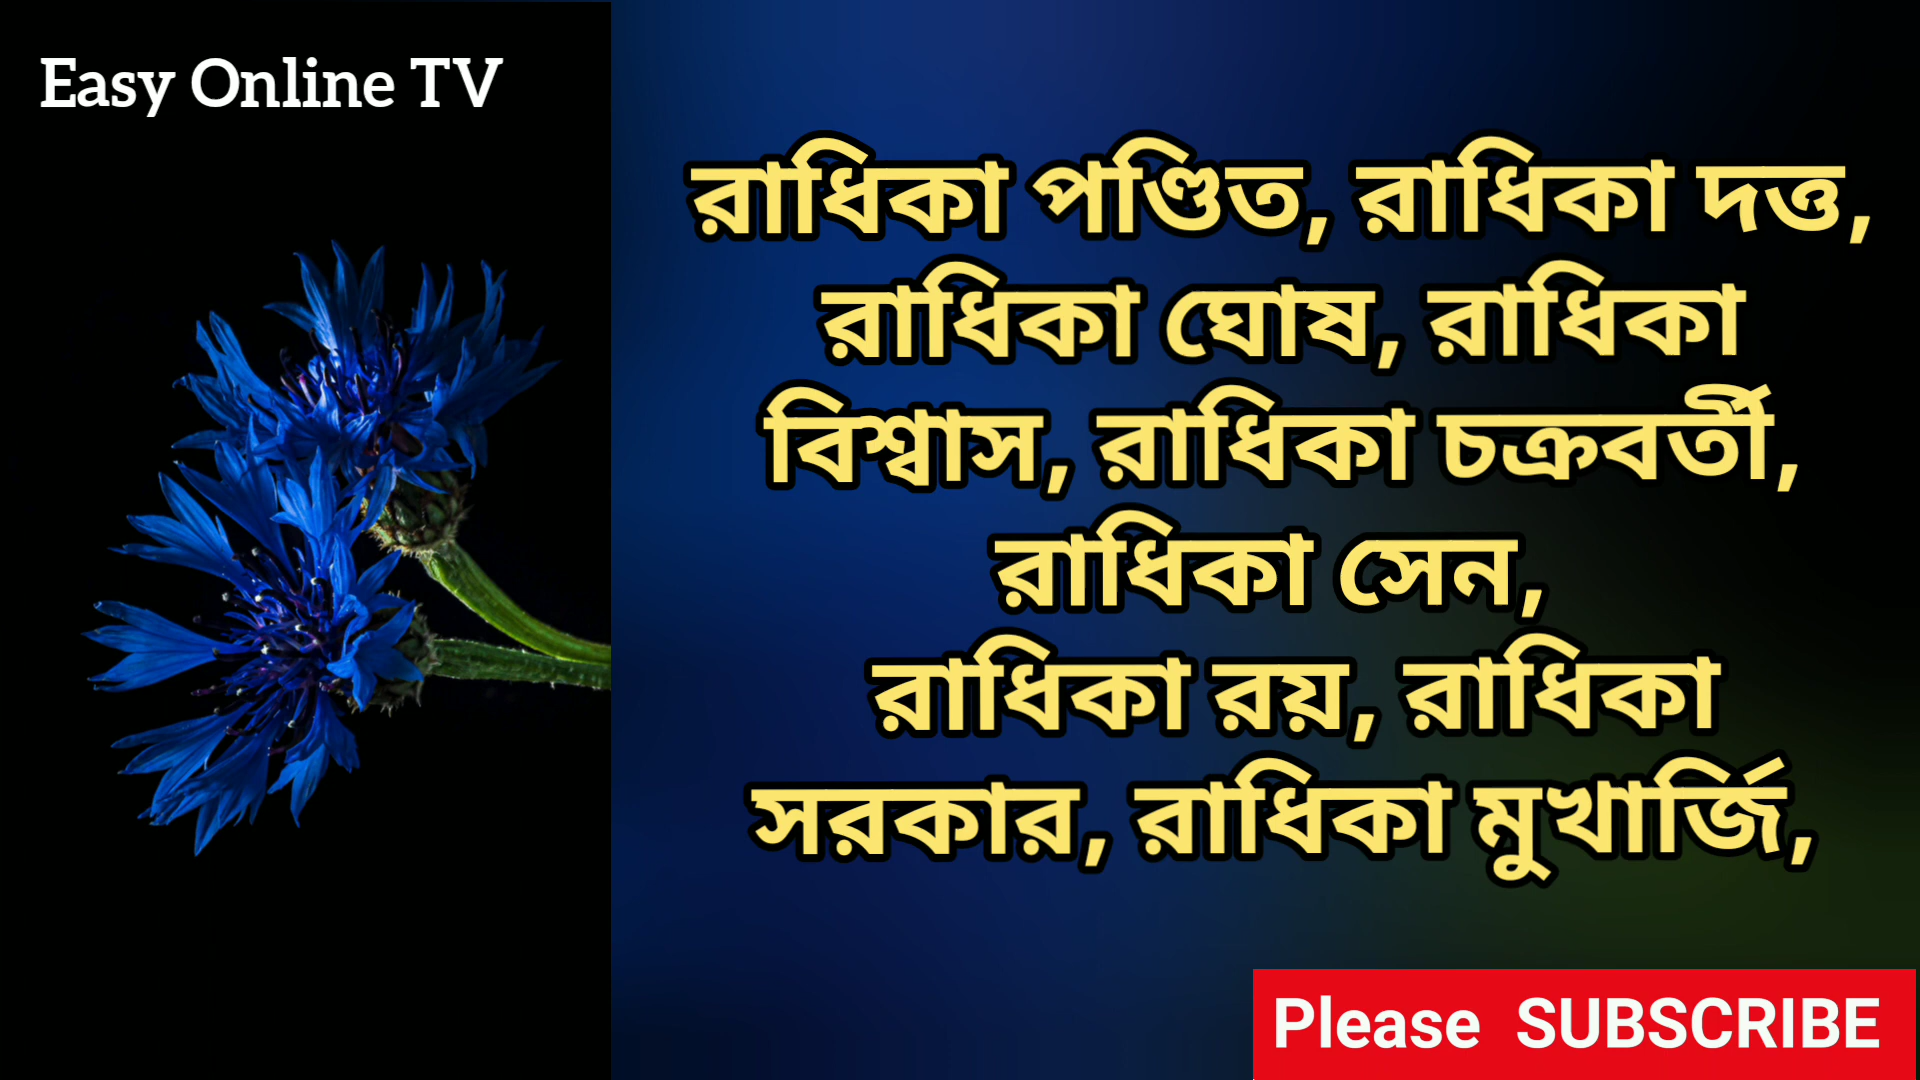 Easy Online TV
রাধিকা পণ্ডিত, রাধিকা দত্ত,
রাধিকা ঘোষ, রাধিকা
বিশ্বাস, রাধিকা চক্রবর্তী,
রাধিকা সেন,
রাধিকা রয়, রাধিকা
সরকার, রাধিকা মুখার্জি,
Please SUBSCRIBE